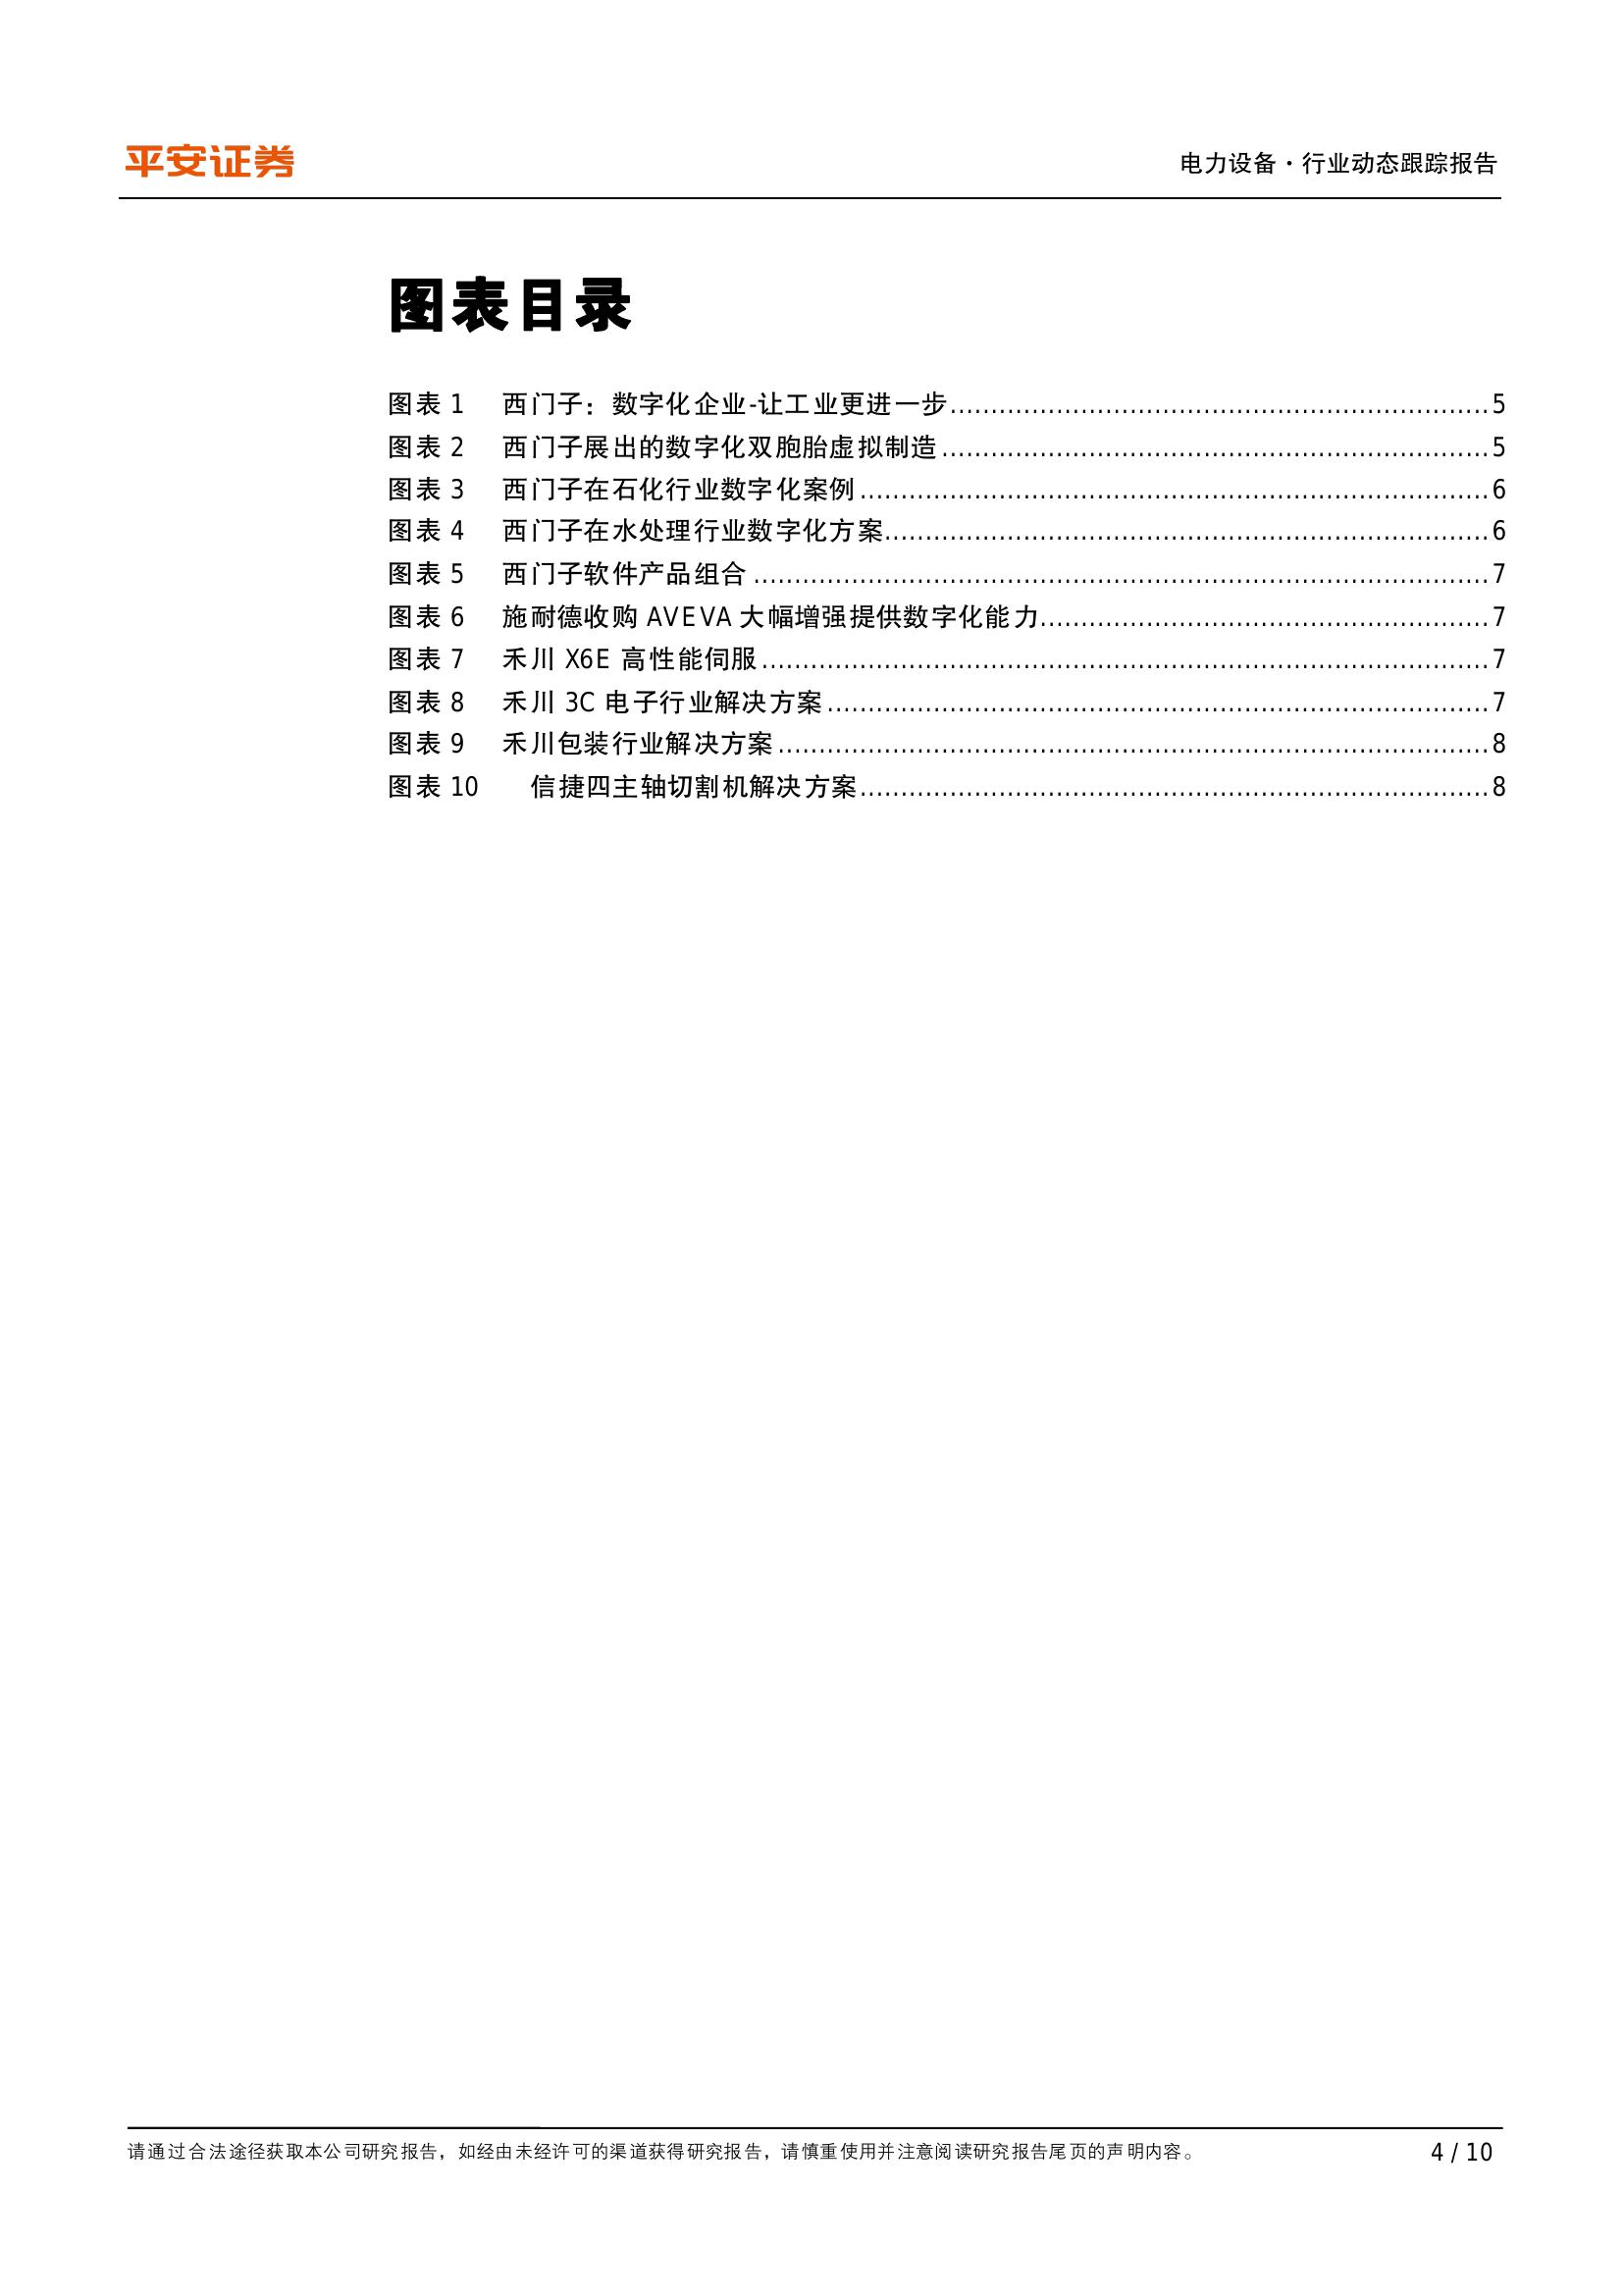 平安证券
电力设备·行业动态跟踪报告
图表目录
图表 1 西门子：数字化企业-让工业更进一步 5
图表 2 西门子展出的数字化双胞胎虚拟制造 5
图表 3 西门子在石化行业数字化案例 6
图表 4 西门子在水处理行业数字化方案 6
图表 5 西门子软件产品组合 7
图表 6 施耐德收购 AVEVA 大幅增强提供数字化能力 7
图表 7 禾川 X6E 高性能伺服 7
图表 8 禾川 3C 电子行业解决方案 7
图表 9 禾川包装行业解决方案 8
图表 10 信捷四主轴切割机解决方案 8
请通过合法途径获取本公司研究报告，如经由未经许可的渠道获得研究报告，请慎重使用并注意阅读研究报告尾页的声明内容。 4 / 10